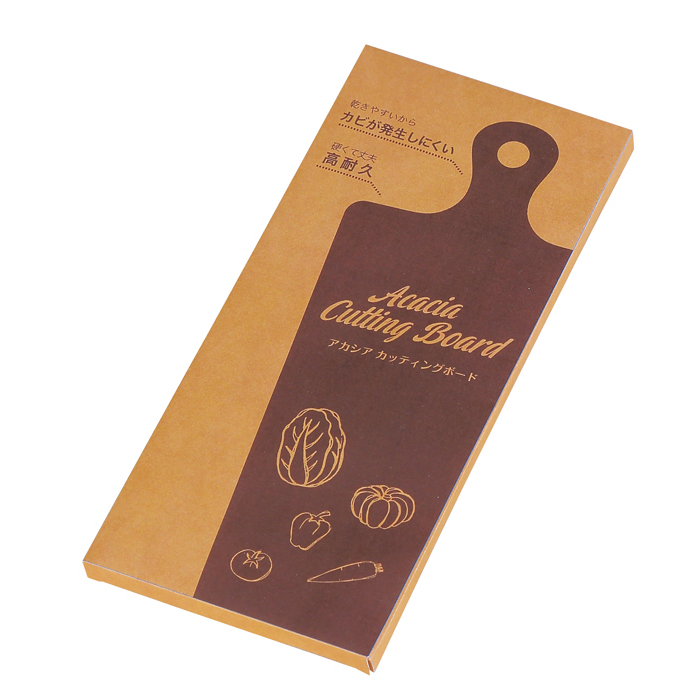 乾きやすいから
カビが発生しにくい
硬くて丈夫
高耐久
Acacia
Cutting Board
アカシア カッティングボード